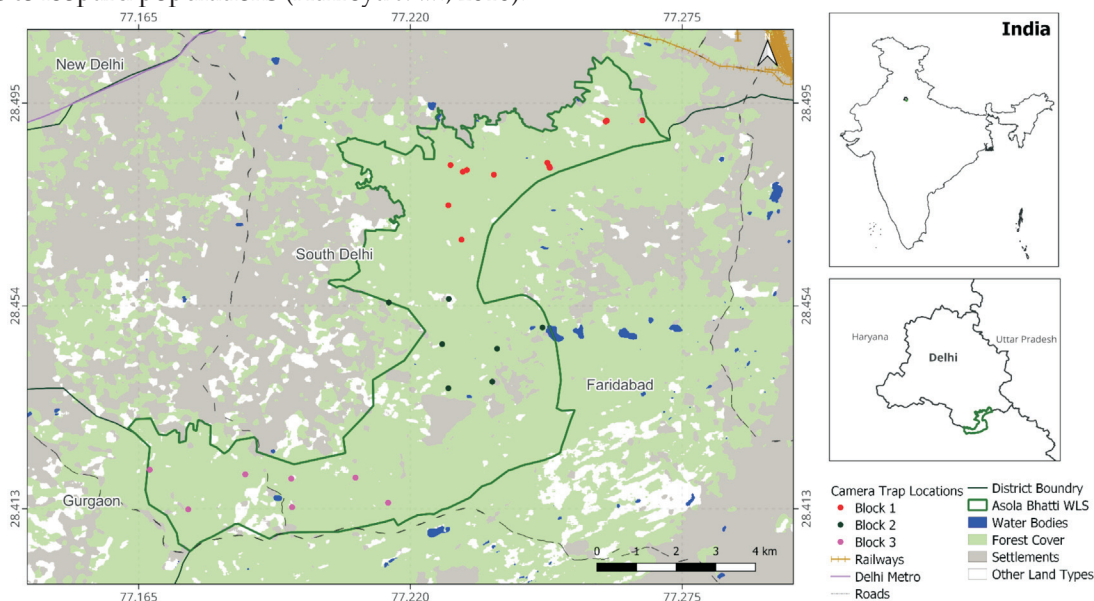 77.165 77.220 77.275
India
New Delhi
28.495 28.495
South Delhi
28.454 28.454
Haryana Uttar Pradesh
Delhi
Faridabad
Gurgaon
28.413 28.413
0 1 2 3 4 km
77.165 77.220 77.275
Camera Trap Locations
Block 1
Block 2
Block 3
Railways
Delhi Metro
Roads
District Boundary
Asola Bhatti WLS
Water Bodies
Forest Cover
Settlements
Other Land Types